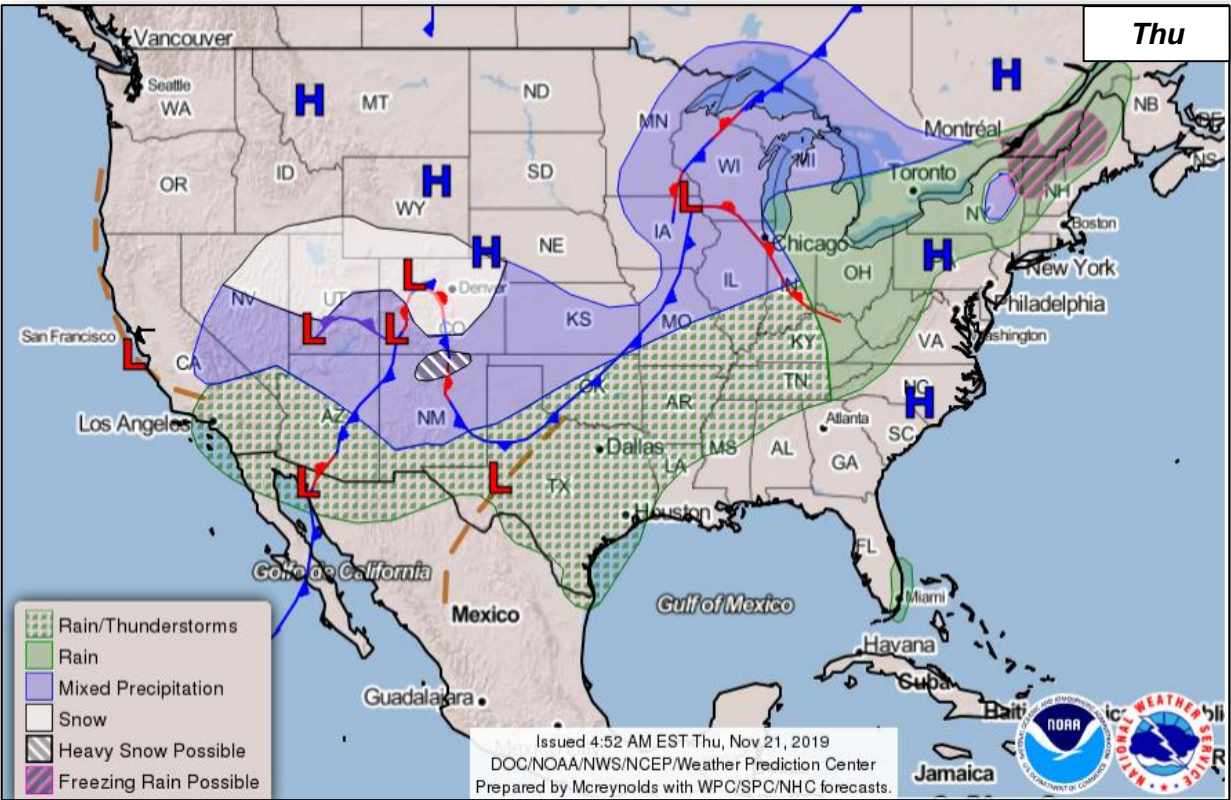 Thu
Vancouver
Seattle
WA
MT
ND
MN
Montréal
NB
NS
OR
ID
WY
SD
WI
MI
Toronto
NY
NH
Boston
NE
IA
Chicago
New York
NV
UT
Denver
CO
KS
IL
IN
OH
Philadelphia
MO
San Francisco
CA
KY
VA
Washington
Los Angeles
AZ
NM
OK
AR
TN
NC
Atlanta
SC
Dallas
MS
AL
GA
LA
TX
Houston
FL
Golfo de California
Gulf of Mexico
Miami
Mexico
Havana
Cuba
Guadalajara
Jamaica
H
H
H
H
H
H
L
L
L
L
L
L
L
Rain/Thunderstorms
Rain
Mixed Precipitation
Snow
Heavy Snow Possible
Freezing Rain Possible
Issued 4:52 AM EST Thu, Nov 21, 2019
DOC/NOAA/NWS/NCEP/Weather Prediction Center
Prepared by Mcreynolds with WPC/SPC/NHC forecasts.
NOAA
NATIONAL WEATHER SERVICE